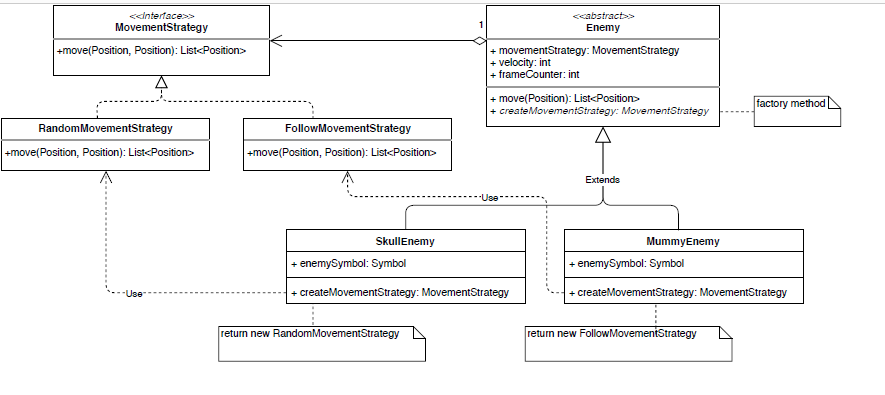 <<Interface>>
MovementStrategy
+move(Position, Position): List<Position>
1
<<abstract>>
Enemy
+ movementStrategy: MovementStrategy
+ velocity: int
+ frameCounter: int
+ move(Position): List<Position>
+ createMovementStrategy: MovementStrategy
factory method
RandomMovementStrategy
+move(Position, Position): List<Position>
FollowMovementStrategy
+move(Position, Position): List<Position>
Extends
Use
SkullEnemy
+ enemySymbol: Symbol
+ createMovementStrategy: MovementStrategy
MummyEnemy
+ enemySymbol: Symbol
+ createMovementStrategy: MovementStrategy
Use
return new RandomMovementStrategy
return new FollowMovementStrategy